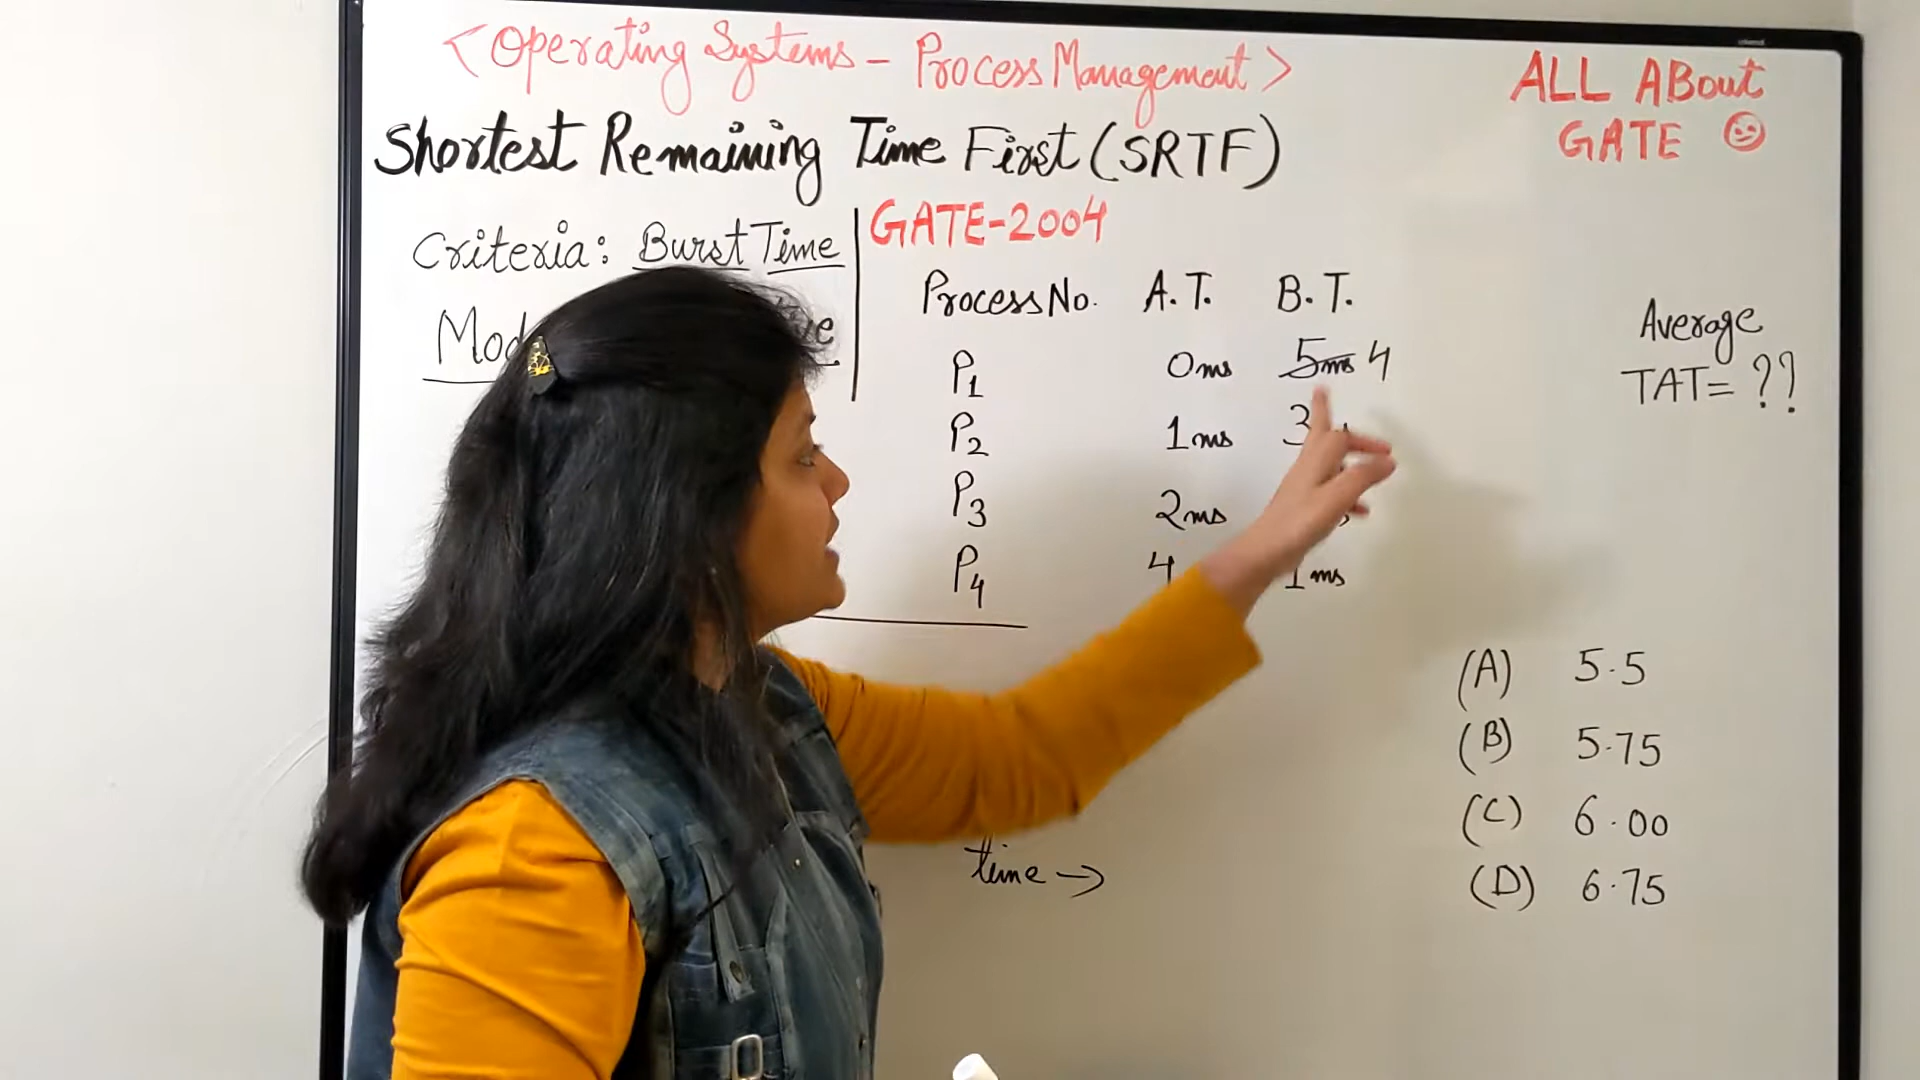 <Operating Systems - Process Management>
ALL ABout
GATE
Shortest Remaining Time First (SRTF)
Criteria: Burst Time
GATE-2004
Process No. A.T. B.T.
P1 0ms 5ms 4
P2 1ms 3
P3 2ms
P4 4 1ms
Average
TAT= ??
time →
(A) 5.5
(B) 5.75
(C) 6.00
(D) 6.75